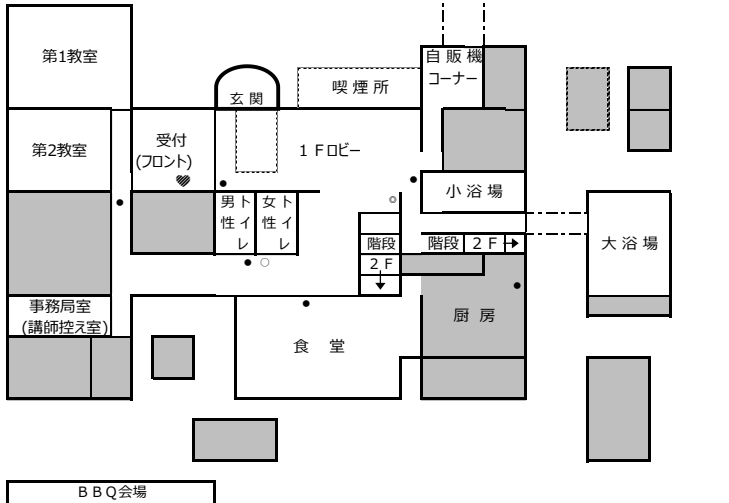 第1教室
自 販 機
コーナー
玄 関
喫 煙 所
第2教室
受付
(フロント)
１Ｆロビー
小 浴 場
男 ト
性 イ
レ
女 ト
性 イ
レ
階段
２Ｆ
階段
２Ｆ
大 浴 場
事務局室
(講師控え室)
食　堂
厨 房
ＢＢＱ会場